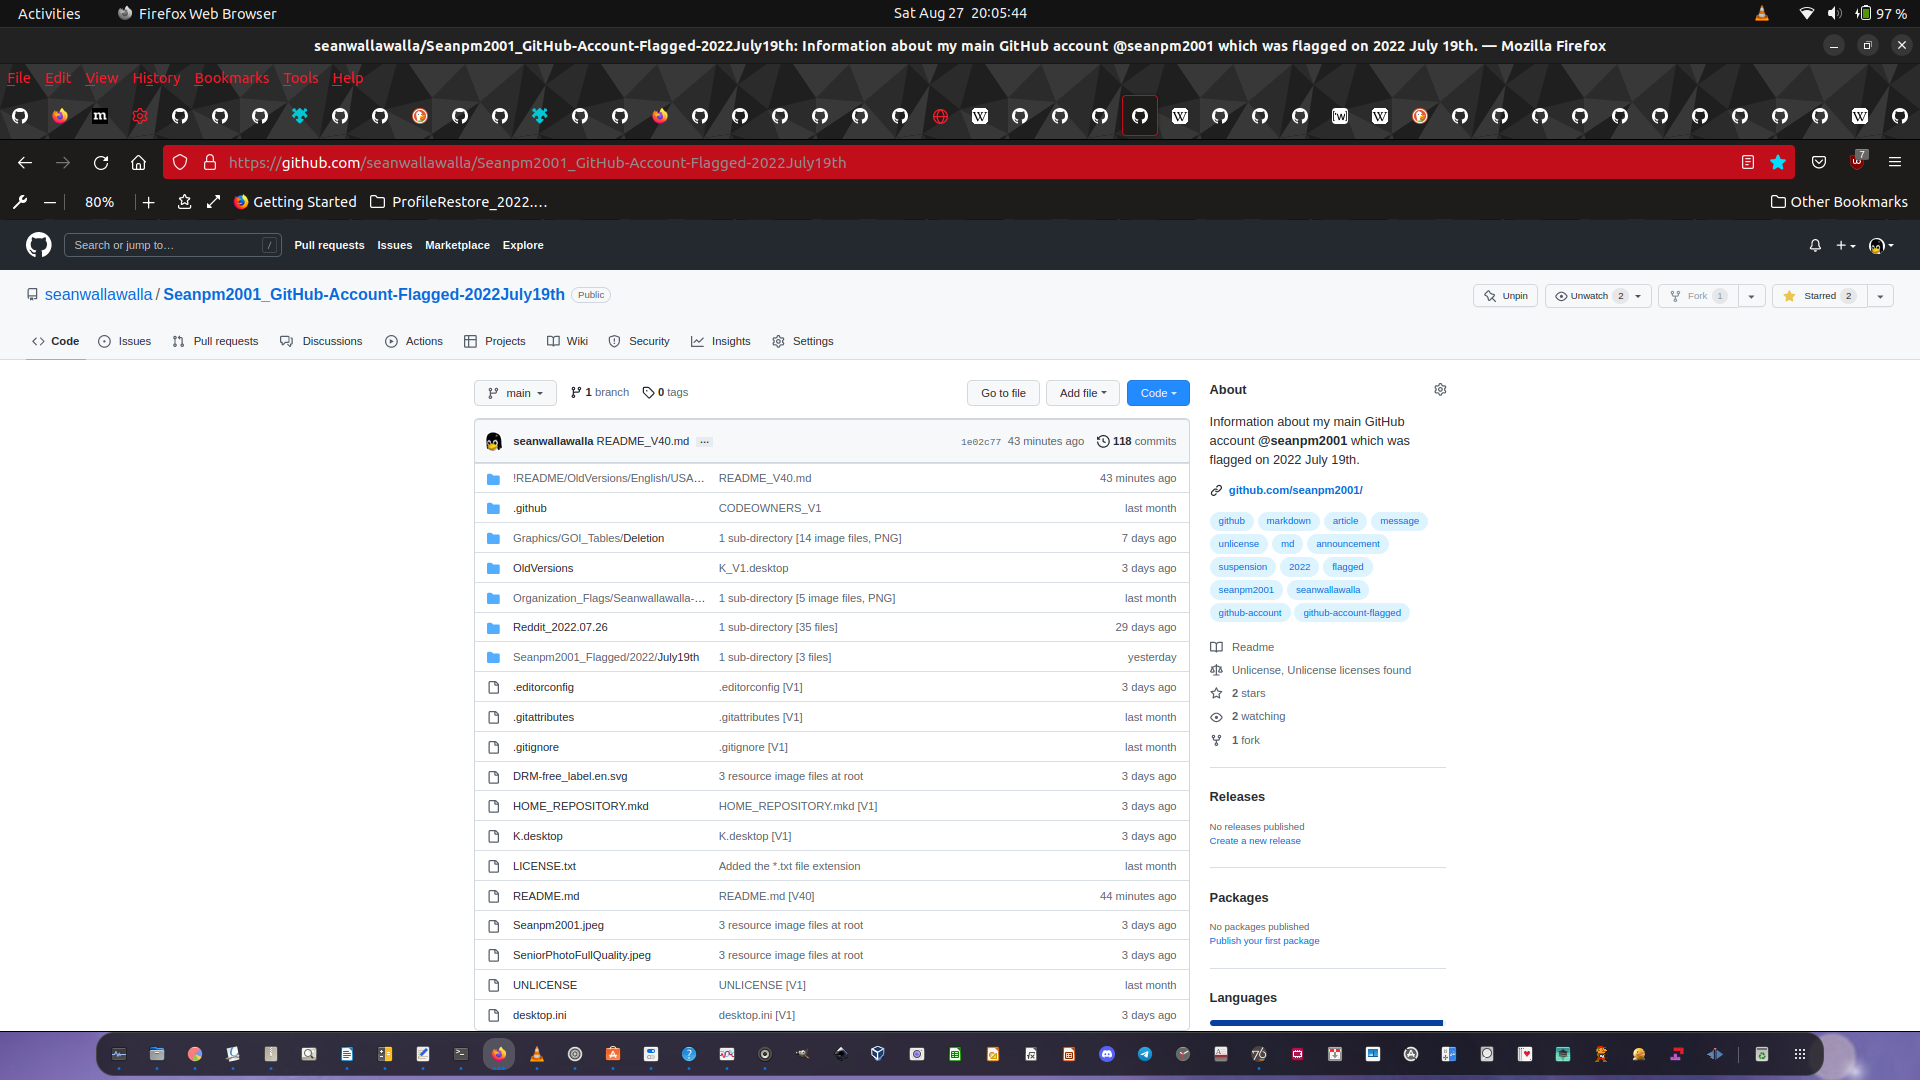 Activities
Firefox Web Browser
Sat Aug 27 20:05:44
97 %
seanwallawalla/Seanpm2001_GitHub-Account-Flagged-2022July19th: Information about my main GitHub account @seanpm2001 which was flagged on 2022 July 19th. — Mozilla Firefox
File Edit View History Bookmarks Tools Help
https://github.com/seanwallawalla/Seanpm2001_GitHub-Account-Flagged-2022July19th
7
80%
Getting Started
ProfileRestore_2022.…
Other Bookmarks
Search or jump to…
/
Pull requests
Issues
Marketplace
Explore
seanwallawalla / Seanpm2001_GitHub-Account-Flagged-2022July19th
Public
Unpin
Unwatch 2
Fork 1
Starred 2
Code
Issues
Pull requests
Discussions
Actions
Projects
Wiki
Security
Insights
Settings
main
1 branch
0 tags
Go to file
Add file
Code
seanwallawalla README_V40.md ...
1e02c77 43 minutes ago
118 commits
!README/OldVersions/English/USA… README_V40.md 43 minutes ago
.github CODEOWNERS_V1 last month
Graphics/GOI_Tables/Deletion 1 sub-directory [14 image files, PNG] 7 days ago
OldVersions K_V1.desktop 3 days ago
Organization_Flags/Seanwallawalla-… 1 sub-directory [5 image files, PNG] last month
Reddit_2022.07.26 1 sub-directory [35 files] 29 days ago
Seanpm2001_Flagged/2022/July19th 1 sub-directory [3 files] yesterday
.editorconfig .editorconfig [V1] 3 days ago
.gitattributes .gitattributes [V1] last month
.gitignore .gitignore [V1] last month
DRM-free_label.en.svg 3 resource image files at root 3 days ago
HOME_REPOSITORY.mkd HOME_REPOSITORY.mkd [V1] 3 days ago
K.desktop K.desktop [V1] 3 days ago
LICENSE.txt Added the *.txt file extension last month
README.md README.md [V40] 44 minutes ago
Seanpm2001.jpeg 3 resource image files at root 3 days ago
SeniorPhotoFullQuality.jpeg 3 resource image files at root 3 days ago
UNLICENSE UNLICENSE [V1] last month
desktop.ini desktop.ini [V1] 3 days ago
About
Information about my main GitHub
account @seanpm2001 which was
flagged on 2022 July 19th.
github.com/seanpm2001/
github markdown article message
unlicense md announcement
suspension 2022 flagged
seanpm2001 seanwallawalla
github-account github-account-flagged
Readme
Unlicense, Unlicense licenses found
2 stars
2 watching
1 fork
Releases
No releases published
Create a new release
Packages
No packages published
Publish your first package
Languages